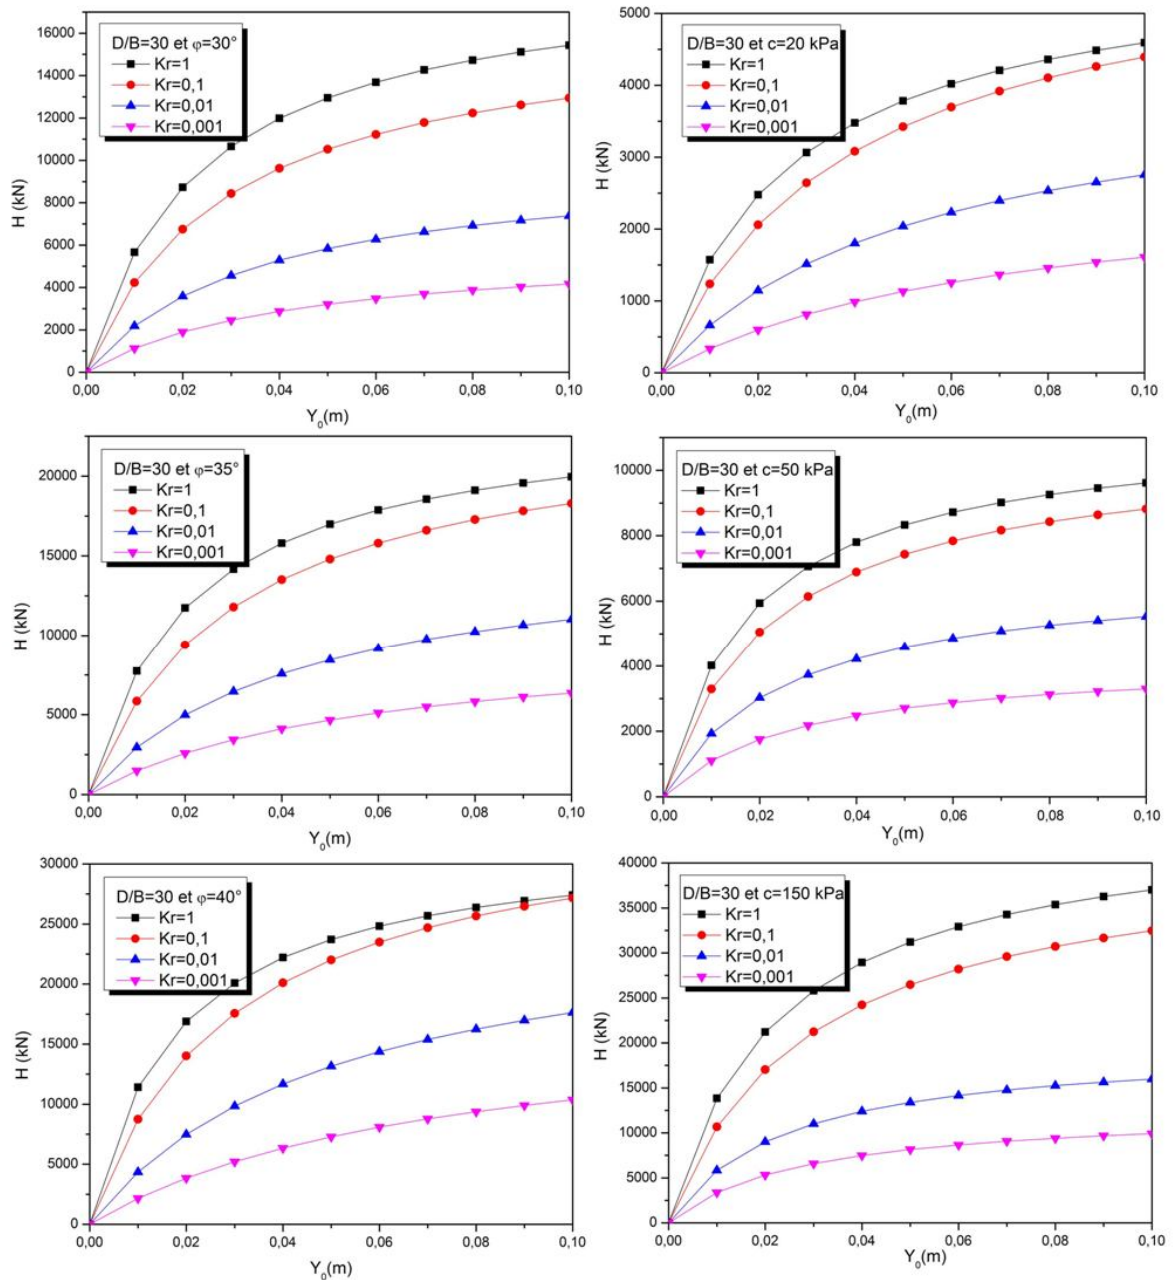 D/B=30 et φ=30°
Kr=1
Kr=0,1
Kr=0,01
Kr=0,001
16000
14000
12000
10000
8000
6000
4000
2000
0
H (kN)
0,00 0,02 0,04 0,06 0,08 0,10
Y₀(m)
D/B=30 et c=20 kPa
Kr=1
Kr=0,1
Kr=0,01
Kr=0,001
5000
4000
3000
2000
1000
0
H (kN)
0,00 0,02 0,04 0,06 0,08 0,10
Y₀(m)
D/B=30 et φ=35°
Kr=1
Kr=0,1
Kr=0,01
Kr=0,001
20000
15000
10000
5000
0
H (kN)
0,00 0,02 0,04 0,06 0,08 0,10
Y₀(m)
D/B=30 et c=50 kPa
Kr=1
Kr=0,1
Kr=0,01
Kr=0,001
10000
8000
6000
4000
2000
0
H (kN)
0,00 0,02 0,04 0,06 0,08 0,10
Y₀(m)
D/B=30 et φ=40°
Kr=1
Kr=0,1
Kr=0,01
Kr=0,001
30000
25000
20000
15000
10000
5000
0
H (kN)
0,00 0,02 0,04 0,06 0,08 0,10
Y₀(m)
D/B=30 et c=150 kPa
Kr=1
Kr=0,1
Kr=0,01
Kr=0,001
40000
35000
30000
25000
20000
15000
10000
5000
0
H (kN)
0,00 0,02 0,04 0,06 0,08 0,10
Y₀(m)